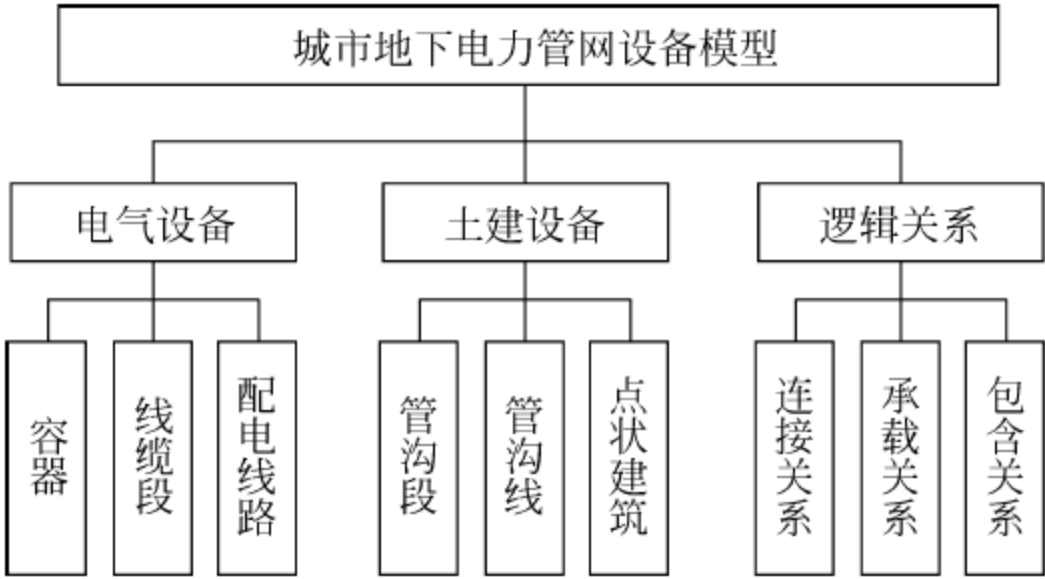 城市地下电力管网设备模型
电气设备
土建设备
逻辑关系
容器
线缆段
配电线路
管沟段
管沟线
点状建筑
连接关系
承载关系
包含关系